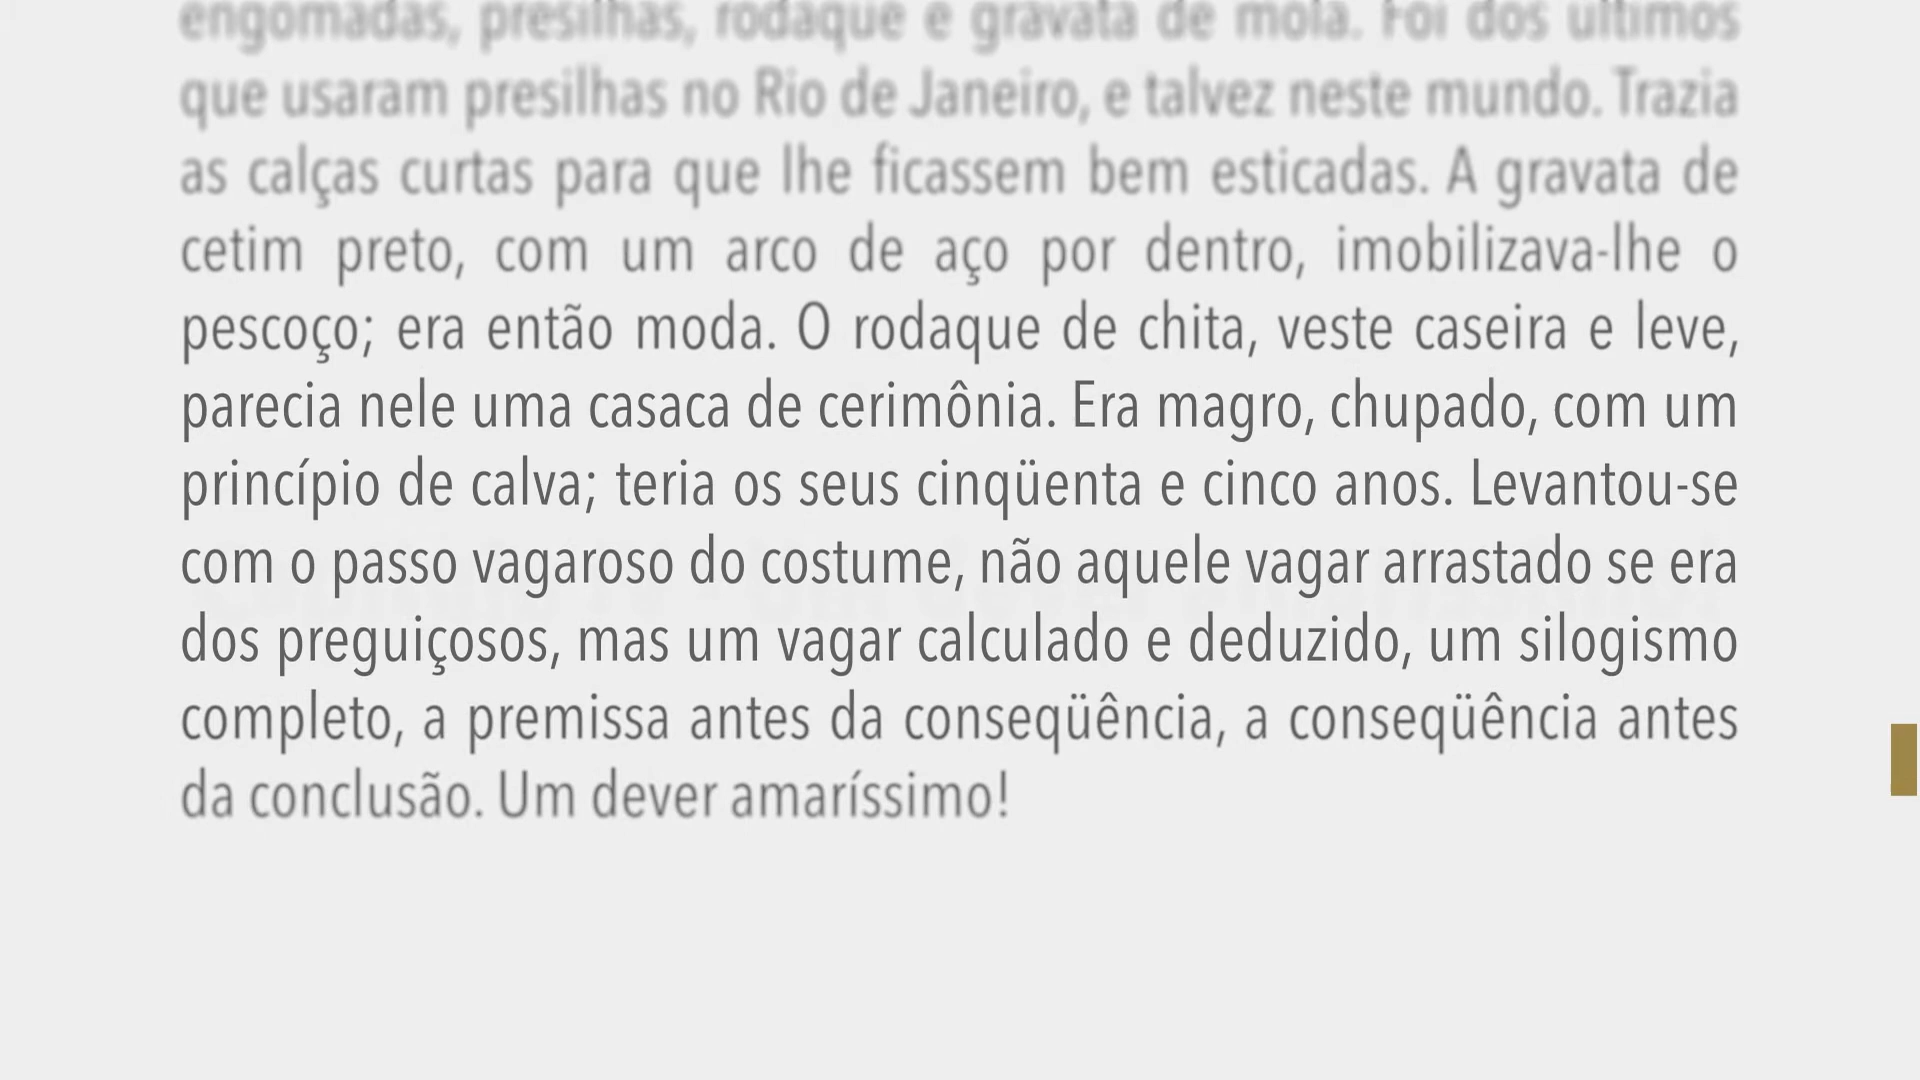 engomadas, presilhas, rodaque e gravata de mola. Foi dos últimos
que usaram presilhas no Rio de Janeiro, e talvez neste mundo. Trazia
as calças curtas para que lhe ficassem bem esticadas. A gravata de
cetim preto, com um arco de aço por dentro, imobilizava-lhe o
pescoço; era então moda. O rodaque de chita, veste caseira e leve,
parecia nele uma casaca de cerimônia. Era magro, chupado, com um
princípio de calva; teria os seus cinqüenta e cinco anos. Levantou-se
com o passo vagaroso do costume, não aquele vagar arrastado se era
dos preguiçosos, mas um vagar calculado e deduzido, um silogismo
completo, a premissa antes da conseqüência, a conseqüência antes
da conclusão. Um dever amaríssimo!